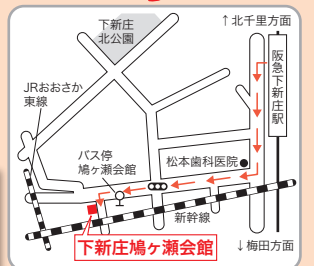 下新庄
北公園
↑北千里方面
阪急下新庄駅
JRおおさか
東線
バス停
鳩ヶ瀬会館
松本歯科医院
新幹線
下新庄鳩ヶ瀬会館
↓梅田方面